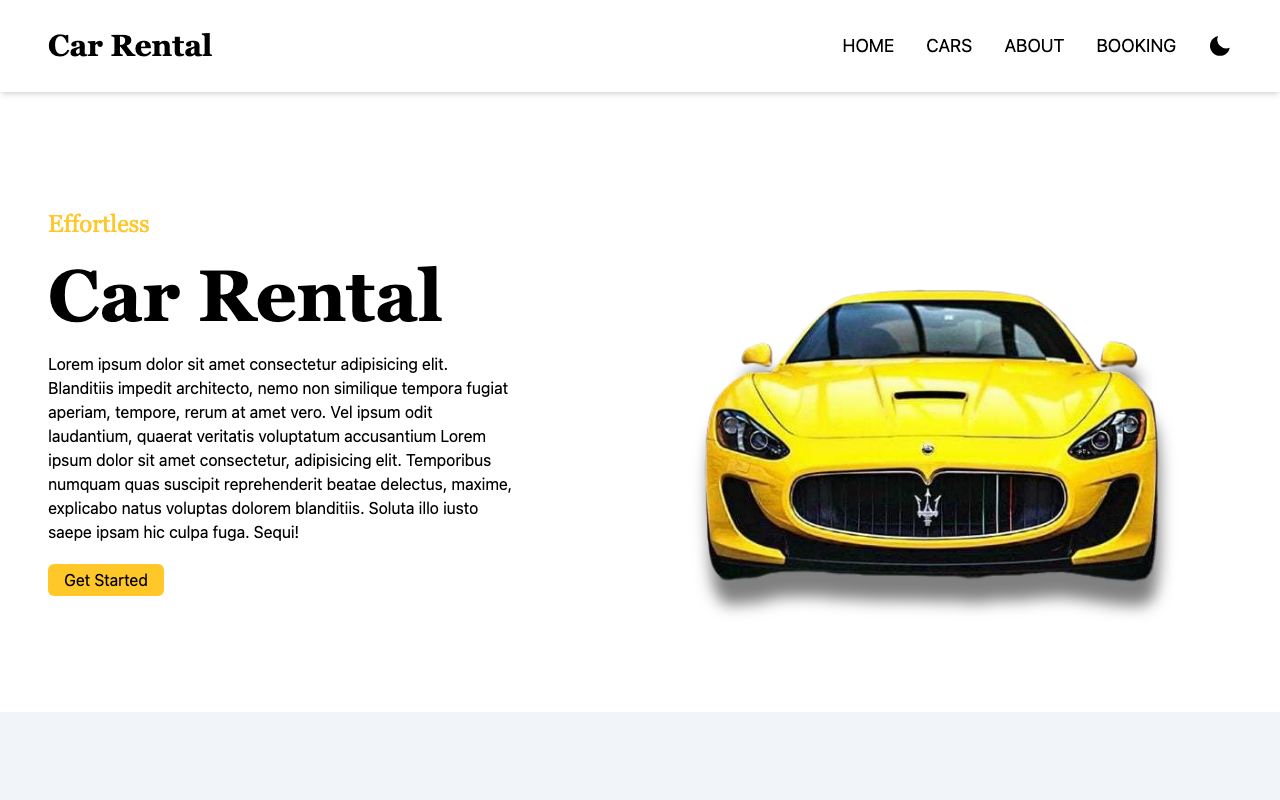 Car Rental
HOME
CARS
ABOUT
BOOKING
Effortless
Car Rental
Lorem ipsum dolor sit amet consectetur adipisicing elit.
Blanditiis impedit architecto, nemo non similique tempora fugiat
aperiam, tempore, rerum at amet vero. Vel ipsum odit
laudantium, quaerat veritatis voluptatum accusantium Lorem
ipsum dolor sit amet consectetur, adipisicing elit. Temporibus
numquam quas suscipit reprehenderit beatae delectus, maxime,
explicabo natus voluptas dolorem blanditiis. Soluta illo iusto
saepe ipsam hic culpa fuga. Sequi!
Get Started